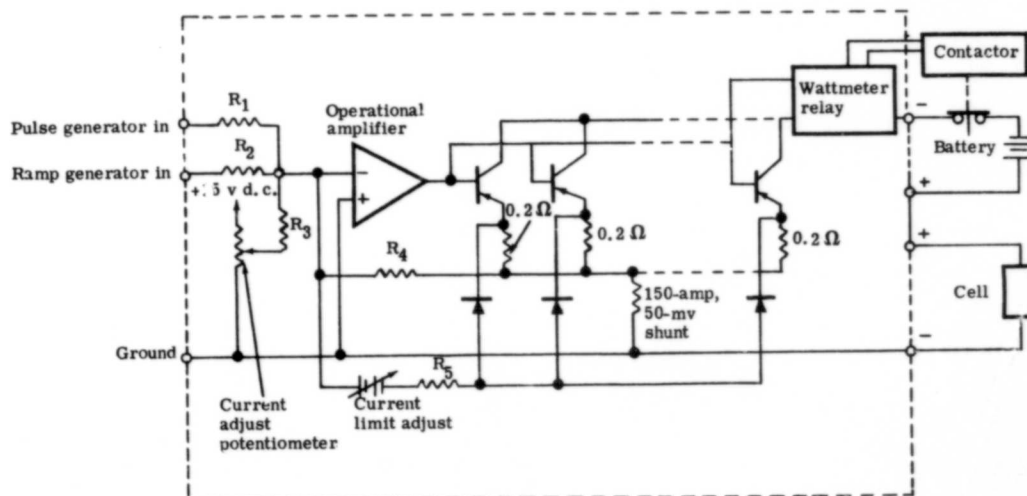 Pulse generator in
R1
Ramp generator in
R2
v d.c.
R3
Operational
amplifier
-
+
0.2 Ω
0.2 Ω
0.2 Ω
R4
150-amp,
50-mv
shunt
Wattmeter
relay
Contactor
-
Battery
+
+
Cell
-
Ground
R5
Current
adjust
potentiometer
Current
limit adjust